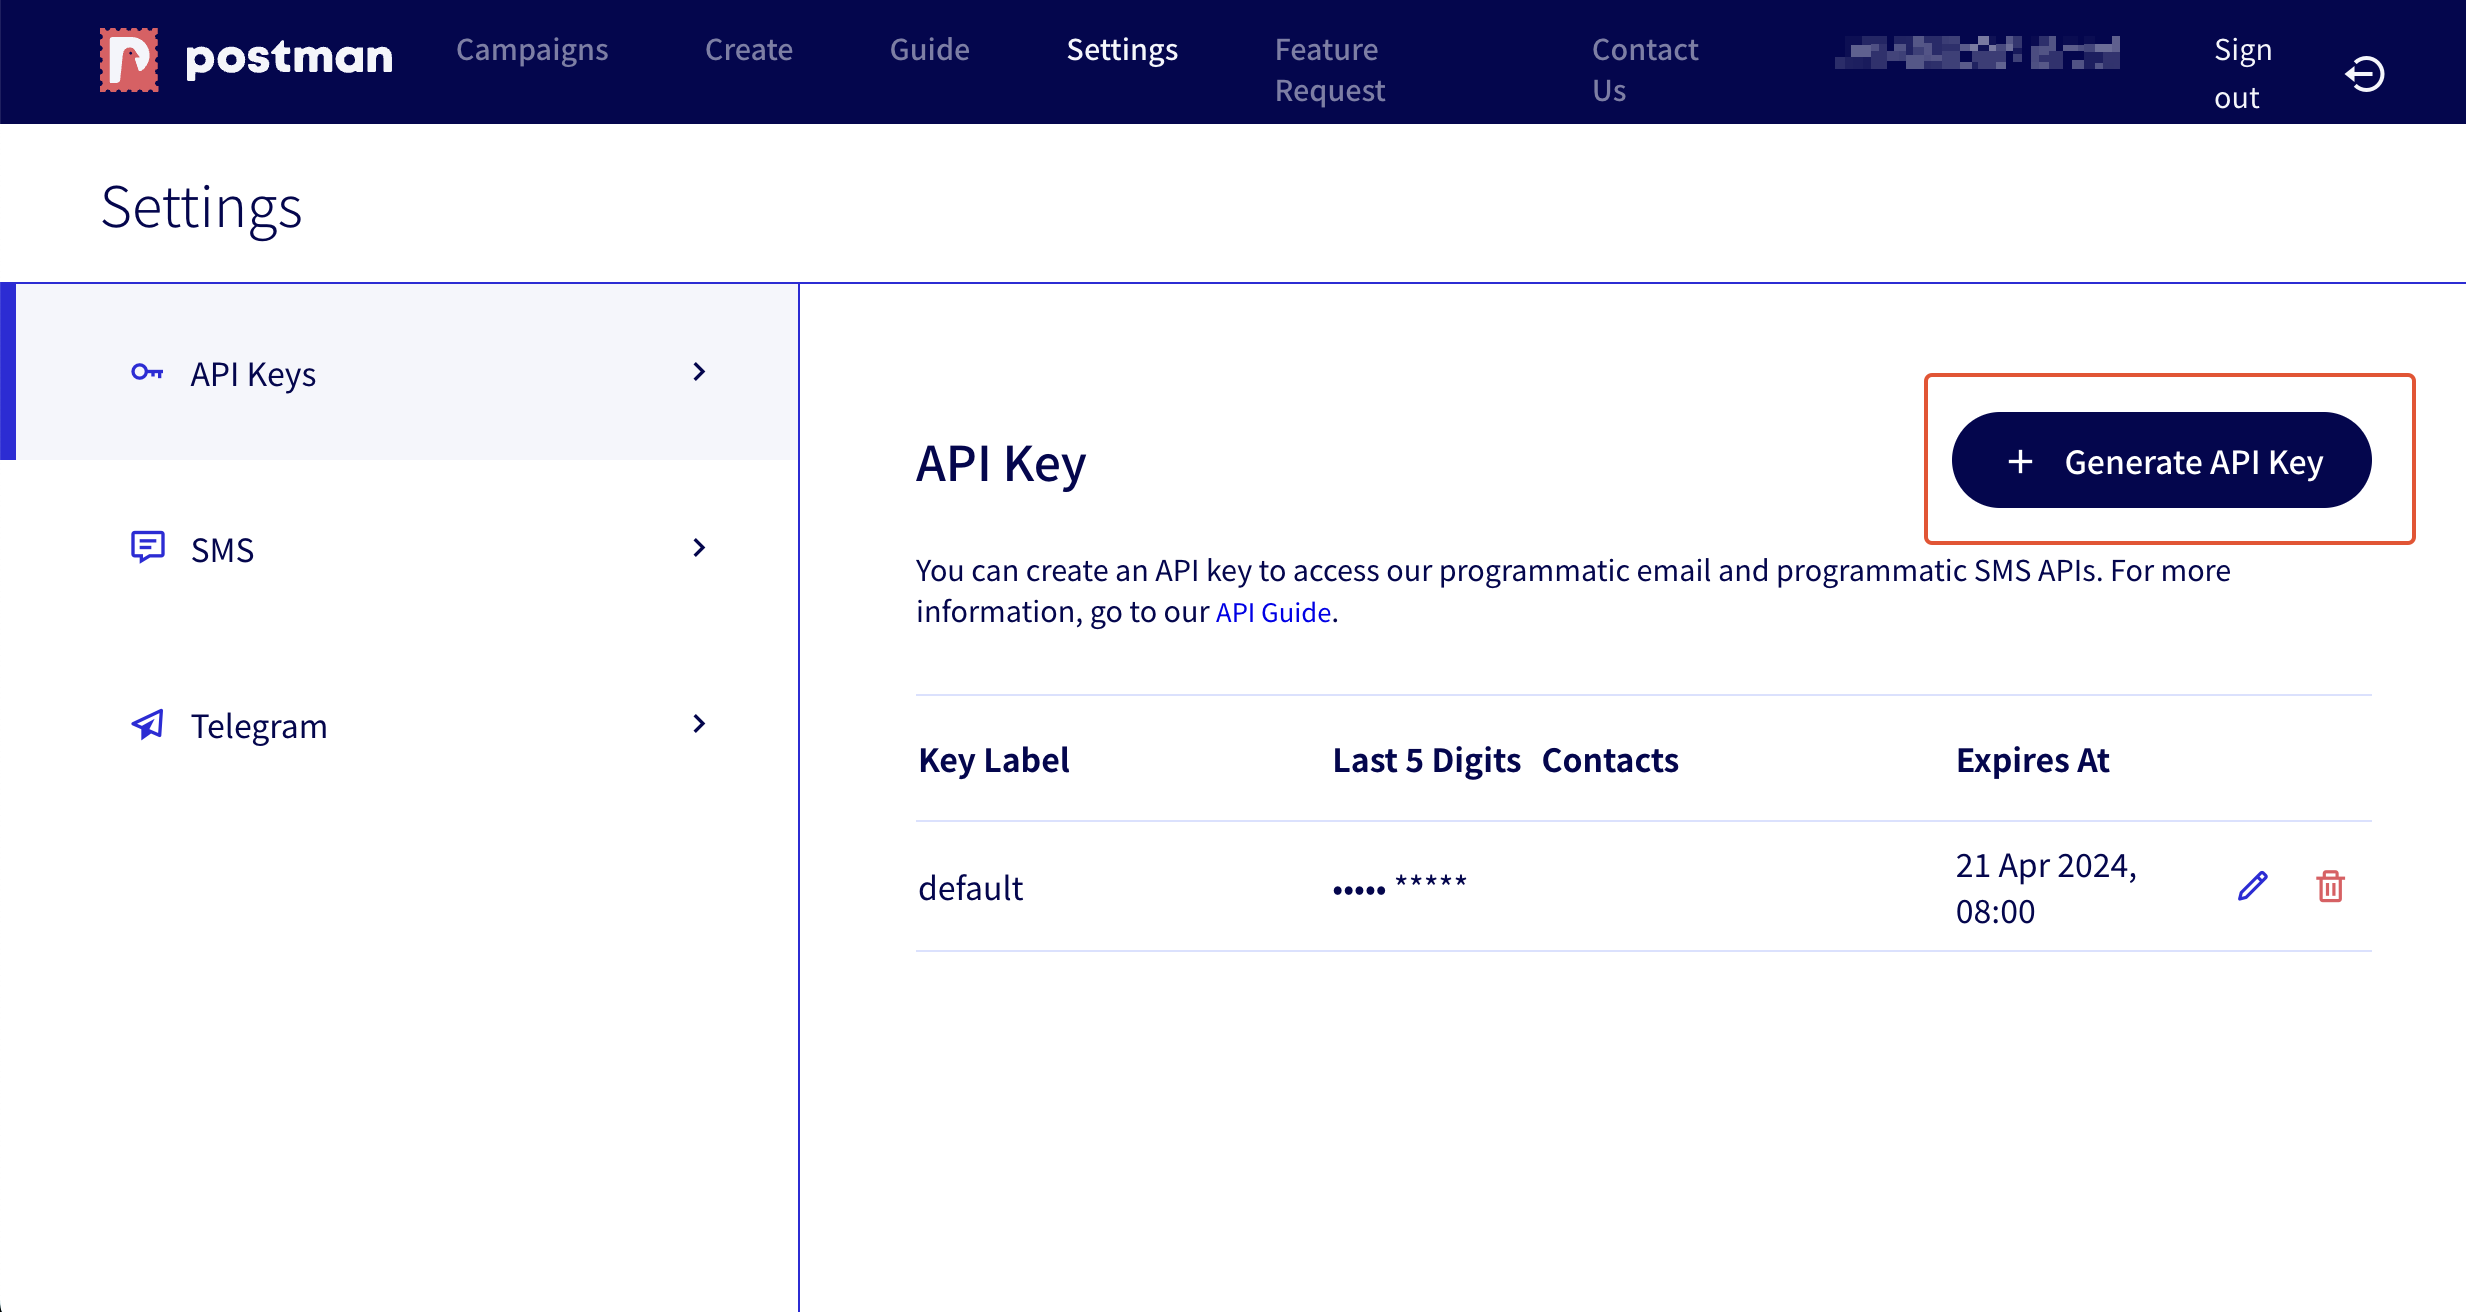 postman
Campaigns
Create
Guide
Settings
Feature
Request
Contact
Us
Sign
out
Settings
API Keys
SMS
Telegram
API Key
+ Generate API Key
You can create an API key to access our programmatic email and programmatic SMS APIs. For more
information, go to our API Guide.
Key Label Last 5 Digits Contacts Expires At
default ••••• ***** 21 Apr 2024,
08:00